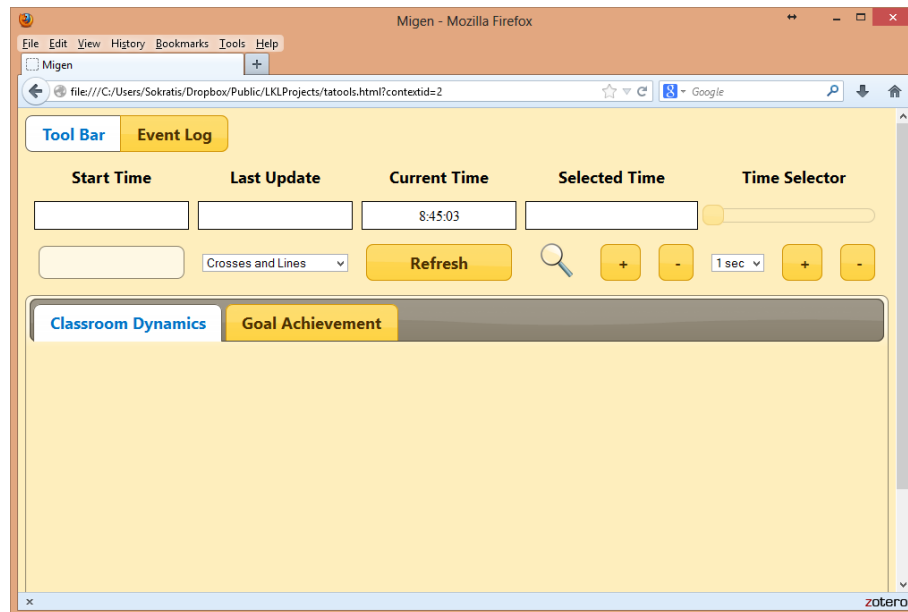 Migen - Mozilla Firefox
File Edit View History Bookmarks Tools Help
Migen +
file:///C:/Users/Sokratis/Dropbox/Public/LKLProjects/tatools.html?contextid=2 Google
Tool Bar Event Log
Start Time Last Update Current Time Selected Time Time Selector
8:45:03
Crosses and Lines Refresh + - 1 sec + -
Classroom Dynamics Goal Achievement
× zotero